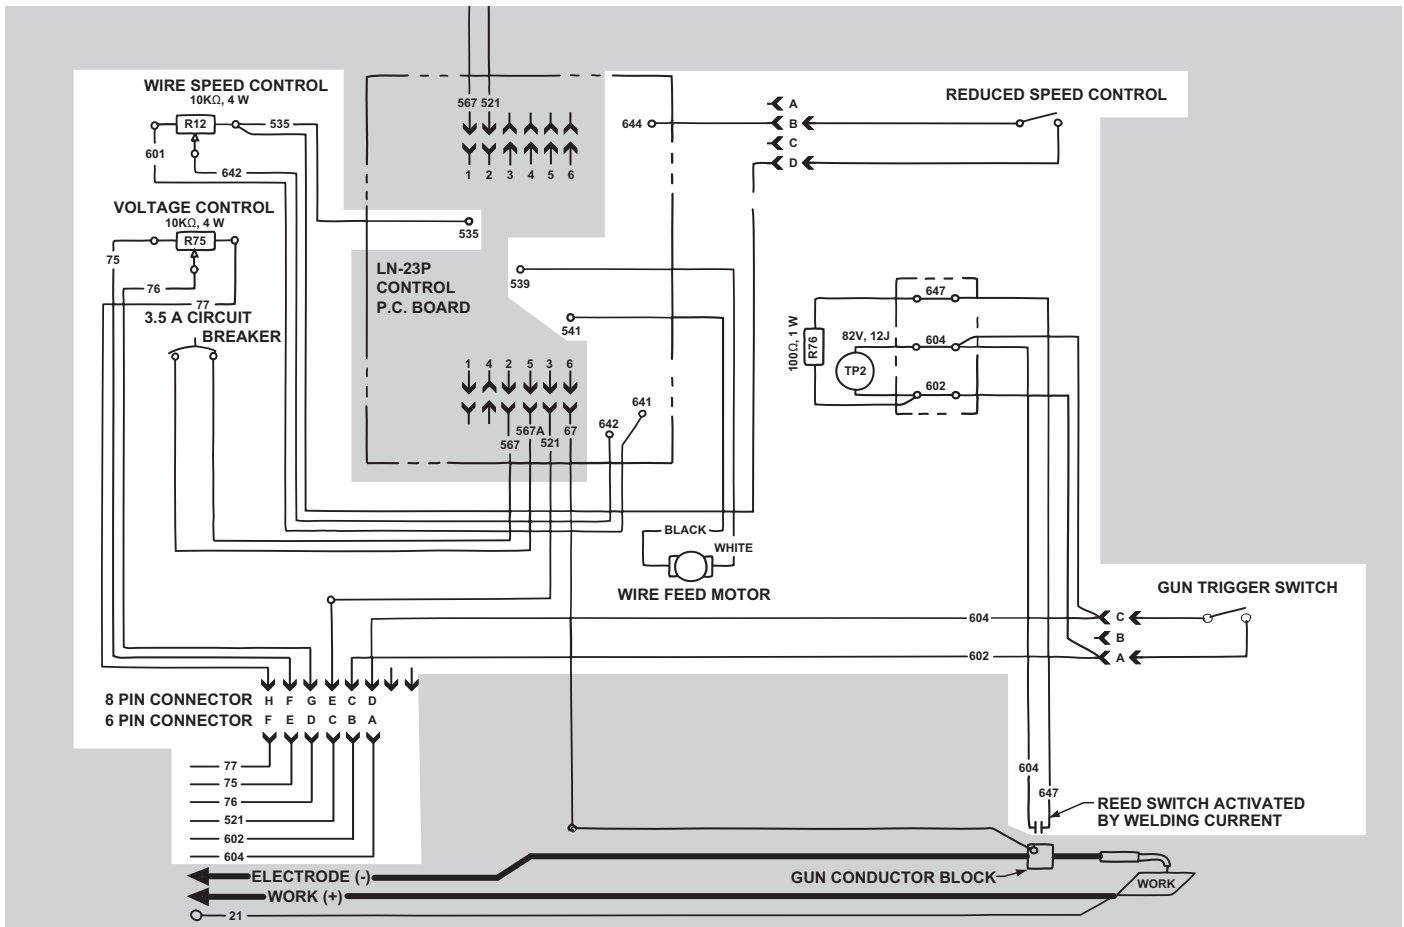 WIRE SPEED CONTROL
10KΩ, 4 W
R12
535
601
642
VOLTAGE CONTROL
10KΩ, 4 W
R75
75
76
77
3.5 A CIRCUIT
BREAKER
567 521
1 2 3 4 5 6
535
644
A
B
C
D
REDUCED SPEED CONTROL
LN-23P
CONTROL
P.C. BOARD
539
541
1 4 2 5 3 6
567
567A
521
67
642
641
647
604
602
100Ω, 1 W
R76
82V, 12J
TP2
BLACK
WHITE
WIRE FEED MOTOR
GUN TRIGGER SWITCH
604
C
B
602
A
8 PIN CONNECTOR H F G E C D
6 PIN CONNECTOR F E D C B A
77
75
76
521
602
604
604
647
REED SWITCH ACTIVATED
BY WELDING CURRENT
ELECTRODE (-)
GUN CONDUCTOR BLOCK
WORK (+)
WORK
21